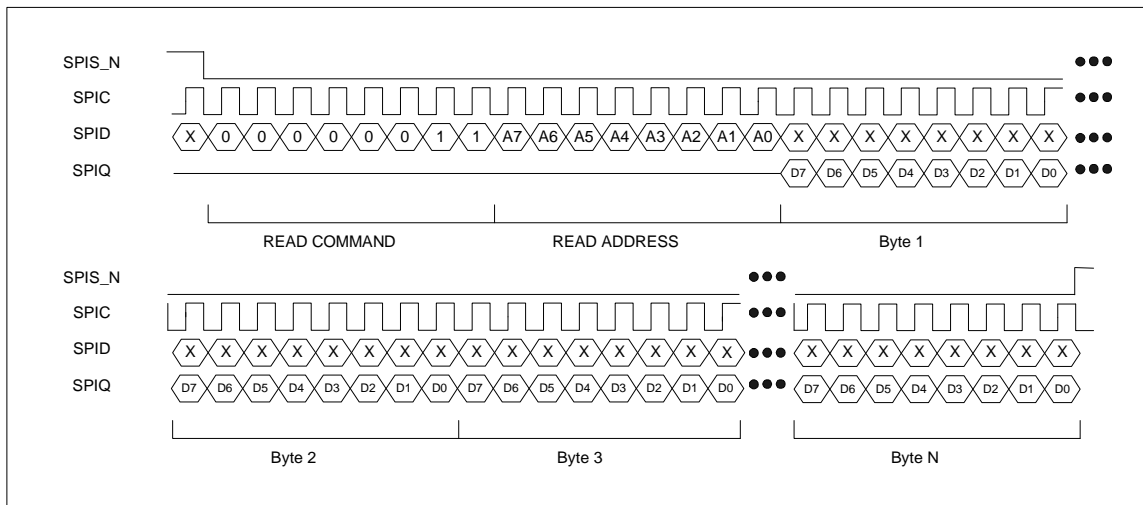 SPIS_N
SPIC
SPID X 0 0 0 0 0 0 1 1 A7 A6 A5 A4 A3 A2 A1 A0 X X X X X X X X
SPIQ D7 D6 D5 D4 D3 D2 D1 D0
READ COMMAND READ ADDRESS Byte 1
SPIS_N
SPIC
SPID X X X X X X X X X X X X X X X X X X X X X X X X
SPIQ D7 D6 D5 D4 D3 D2 D1 D0 D7 D6 D5 D4 D3 D2 D1 D0 D7 D6 D5 D4 D3 D2 D1 D0
Byte 2 Byte 3 Byte N